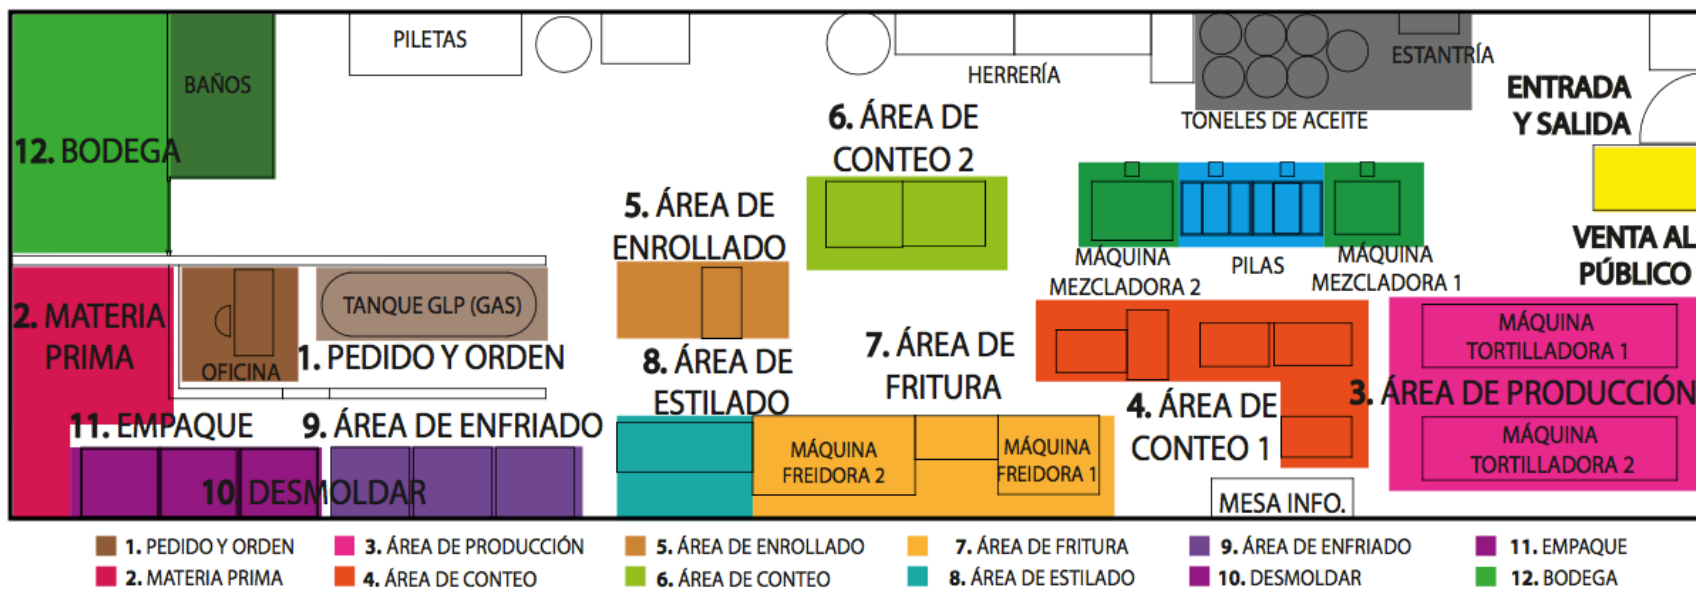 PILETAS
BAÑOS
HERRERÍA
ESTANTRÍA
TONELES DE ACEITE
ENTRADA
Y SALIDA
12. BODEGA
6. ÁREA DE
CONTEO 2
5. ÁREA DE
ENROLLADO
MÁQUINA
MEZCLADORA 2
PILAS
MÁQUINA
MEZCLADORA 1
VENTA AL
PÚBLICO
2. MATERIA
PRIMA
OFICINA
TANQUE GLP (GAS)
1. PEDIDO Y ORDEN
8. ÁREA DE
ESTILADO
7. ÁREA DE
FRITURA
MÁQUINA
TORTILLADORA 1
3. ÁREA DE PRODUCCIÓN
MÁQUINA
TORTILLADORA 2
4. ÁREA DE
CONTEO 1
11. EMPAQUE
9. ÁREA DE ENFRIADO
10. DESMOLDAR
MÁQUINA
FREIDORA 2
MÁQUINA
FREIDORA 1
MESA INFO.
1. PEDIDO Y ORDEN
2. MATERIA PRIMA
3. ÁREA DE PRODUCCIÓN
4. ÁREA DE CONTEO
5. ÁREA DE ENROLLADO
6. ÁREA DE CONTEO
7. ÁREA DE FRITURA
8. ÁREA DE ESTILADO
9. ÁREA DE ENFRIADO
10. DESMOLDAR
11. EMPAQUE
12. BODEGA